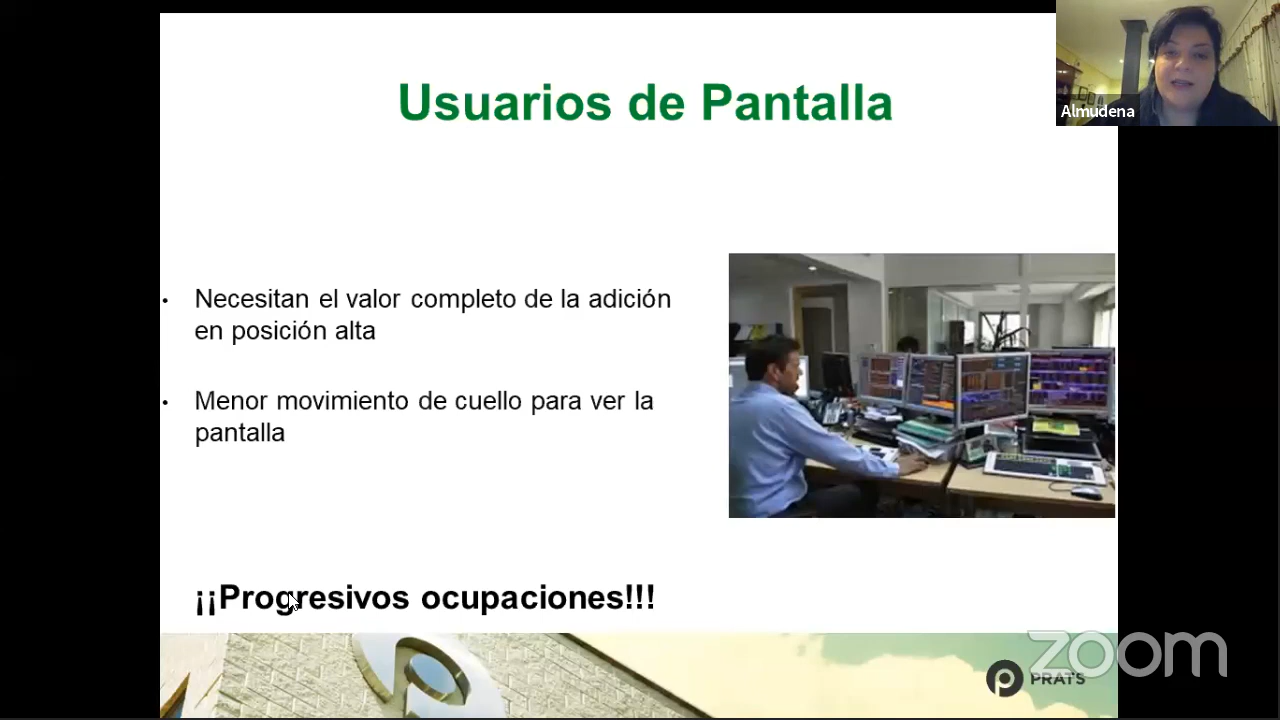 Usuarios de Pantalla
Almudena
• Necesitan el valor completo de la adición
en posición alta
• Menor movimiento de cuello para ver la
pantalla
¡¡Progresivos ocupaciones!!!
zoom
PRATS